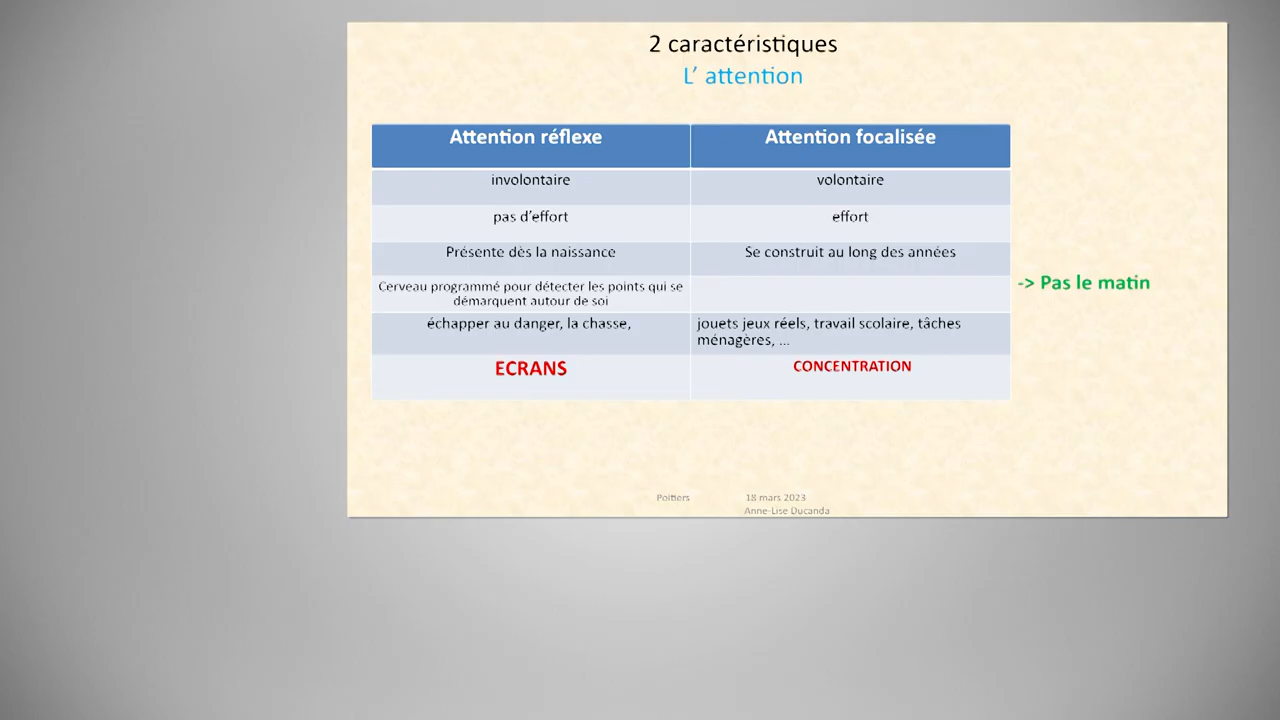 2 caractéristiques
L' attention
Attention réflexe
Attention focalisée
involontaire
volontaire
pas d'effort
effort
Présente dès la naissance
Se construit au long des années
Cerveau programmé pour détecter les points qui se
démarquent autour de soi
-> Pas le matin
échapper au danger, la chasse,
jouets jeux réels, travail scolaire, tâches
ménagères, ...
ECRANS
CONCENTRATION
Poitiers
18 mars 2023
Anne-Lise Ducanda